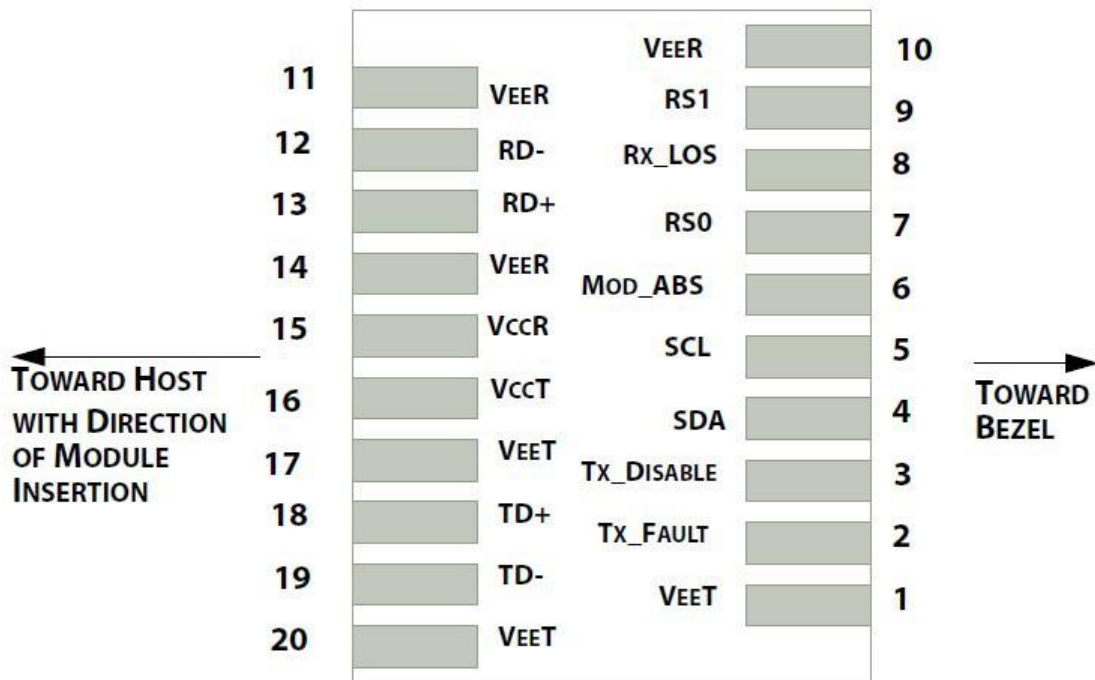 11
VEER
12
RD-
13
RD+
14
VEER
15
VCCR
16
VCCT
17
VEET
18
TD+
19
TD-
20
VEET
VEER
10
RS1
9
RX_LOS
8
RS0
7
MOD_ABS
6
SCL
5
SDA
4
TX_DISABLE
3
TX_FAULT
2
VEET
1
TOWARD HOST
WITH DIRECTION
OF MODULE
INSERTION
TOWARD
BEZEL